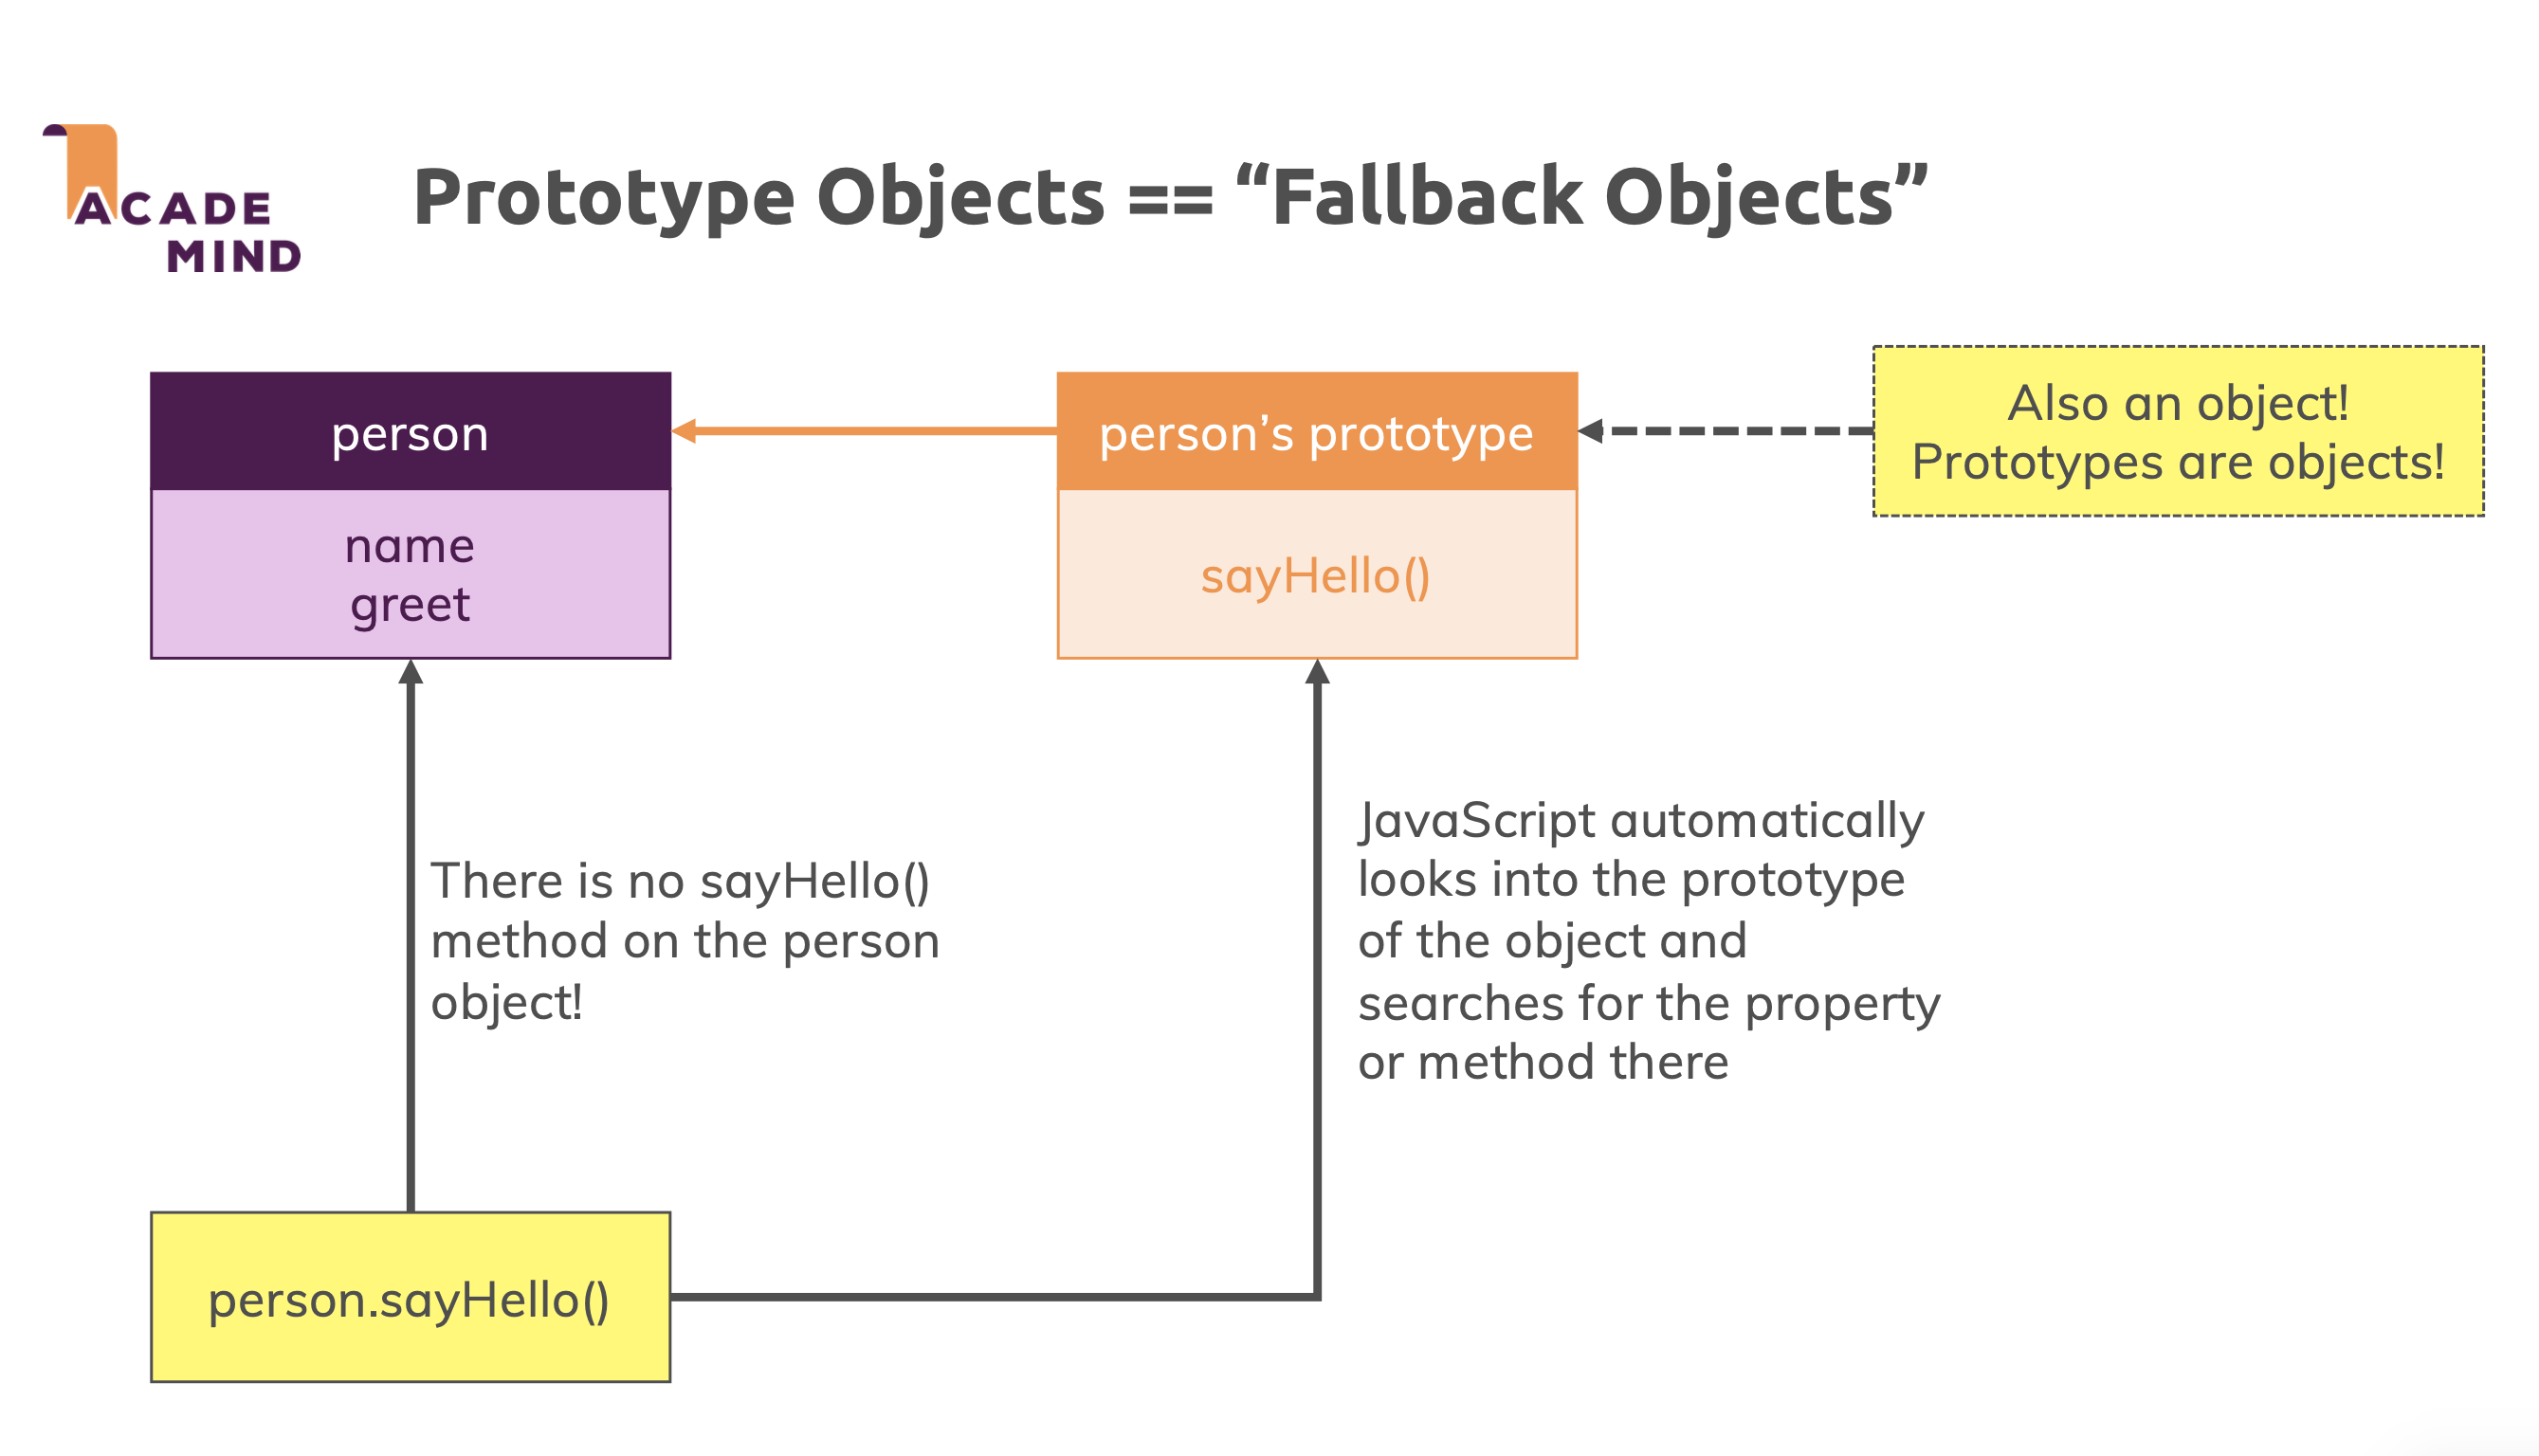 ACADE
MIND
Prototype Objects == “Fallback Objects”
person
name
greet
person’s prototype
sayHello()
Also an object!
Prototypes are objects!
There is no sayHello()
method on the person
object!
JavaScript automatically
looks into the prototype
of the object and
searches for the property
or method there
person.sayHello()